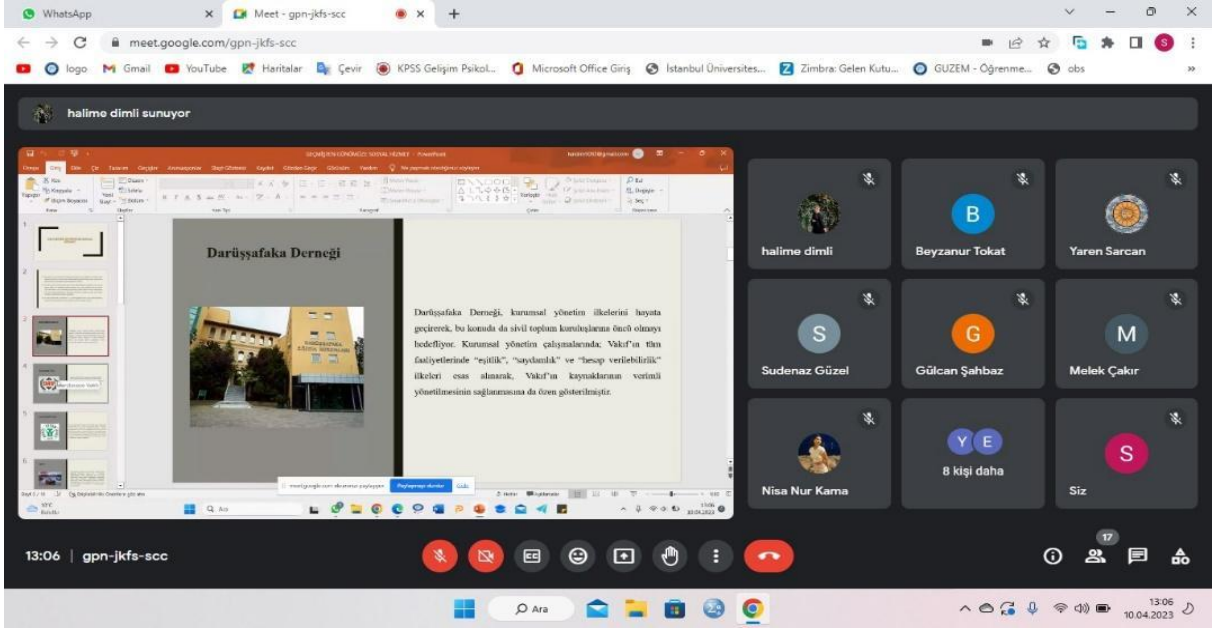 WhatsApp
Meet - gpn-jkfs-scc
meet.google.com/gpn-jkfs-scc
logo
Gmail
YouTube
Haritalar
Çevir
KPSS Gelişim Psikol...
Microsoft Office Giriş
İstanbul Üniversites...
Zimbra: Gelen Kutu...
GUZEM - Öğrenme...
obs
halime dimli sunuyor
Darüşşafaka Derneği
Darüşşafaka Derneği, kurumsal yönetim ilkelerini hayata
geçirerek, bu konuda da sivil toplum kuruluşlarına öncü olmayı
hedefliyor. Kurumsal yönetim çalışmalarında; Vakıf'ın tüm
faaliyetlerinde "eşitlik", "saydamlık" ve "hesap verilebilirlik"
ilkeleri esas alınarak, Vakıf'ın kaynaklarının verimli
yönetilmesinin sağlanmasına da özen gösterilmiştir.
halime dimli
B
Beyzanur Tokat
Yaren Sarcan
S
Sudenaz Güzel
G
Gülcan Şahbaz
M
Melek Çakır
Nisa Nur Kama
Y E
8 kişi daha
S
Siz
13:06 | gpn-jkfs-scc
17
Ara
13:06
10.04.2023